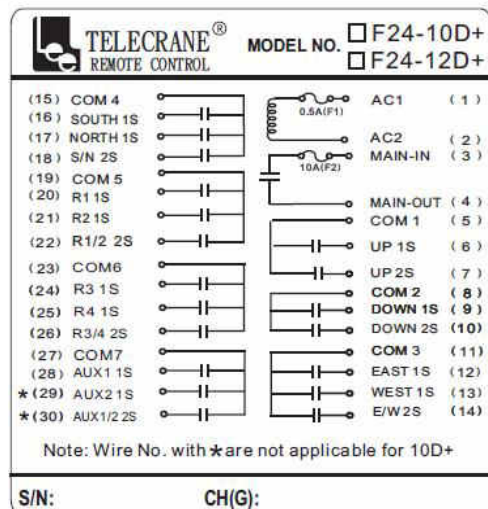 Lee TELECRANE®
REMOTE CONTROL
MODEL NO. F24-10D+
F24-12D+
(15) COM 4
(16) SOUTH 1S
(17) NORTH 1S
(18) S/N 2S
(19) COM 5
(20) R1 1S
(21) R2 1S
(22) R1/2 2S
(23) COM6
(24) R3 1S
(25) R4 1S
(26) R3/4 2S
(27) COM7
(28) AUX1 1S
*(29) AUX2 1S
*(30) AUX1/2 2S
0.5A(F1) AC1 (1)
AC2 (2)
10A(F2) MAIN-IN (3)
MAIN-OUT (4)
COM 1 (5)
UP 1S (6)
UP 2S (7)
COM 2 (8)
DOWN 1S (9)
DOWN 2S (10)
COM 3 (11)
EAST 1S (12)
WEST 1S (13)
E/W 2S (14)
Note: Wire No. with * are not applicable for 10D+
S/N: CH(G):